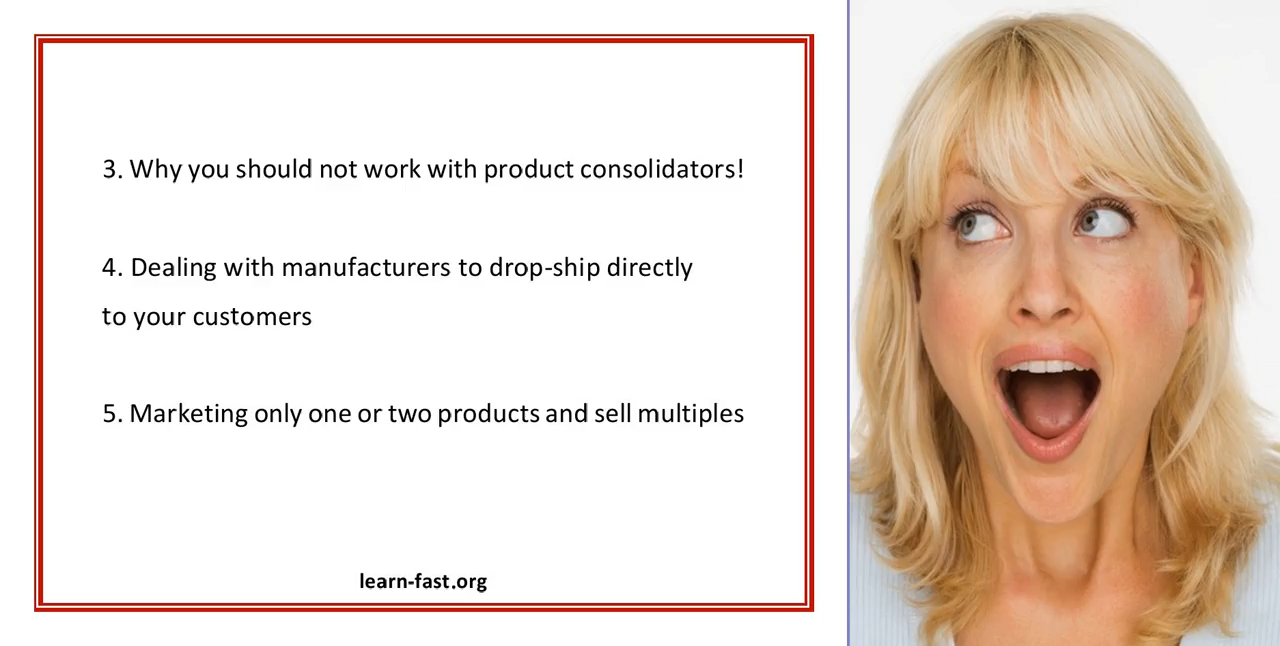 3. Why you should not work with product consolidators!
4. Dealing with manufacturers to drop-ship directly
to your customers
5. Marketing only one or two products and sell multiples
learn-fast.org